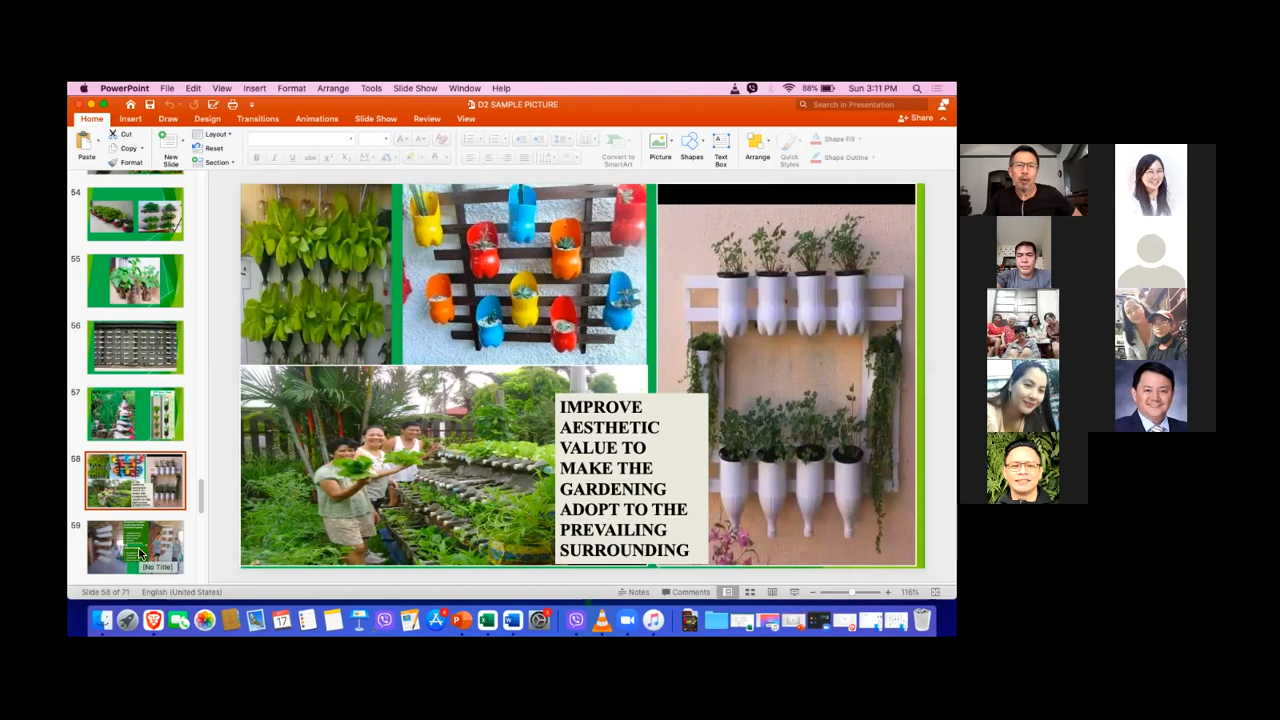 PowerPoint File Edit View Insert Format Arrange Tools Slide Show Window Help 88% Sun 3:11 PM
D2 SAMPLE PICTURE Search in Presentation
Home Insert Draw Design Transitions Animations Slide Show Review View Share
Paste
Cut
Copy
Format
New Slide
Layout
Reset
Section
Convert to SmartArt
Picture
Shapes
Text Box
Arrange
Quick Styles
Shape Fill
Shape Outline
54
55
56
57
58
59
[No Title]
IMPROVE
AESTHETIC
VALUE TO
MAKE THE
GARDENING
ADOPT TO THE
PREVAILING
SURROUNDING
Slide 58 of 71 English (United States) Notes Comments 116%
17